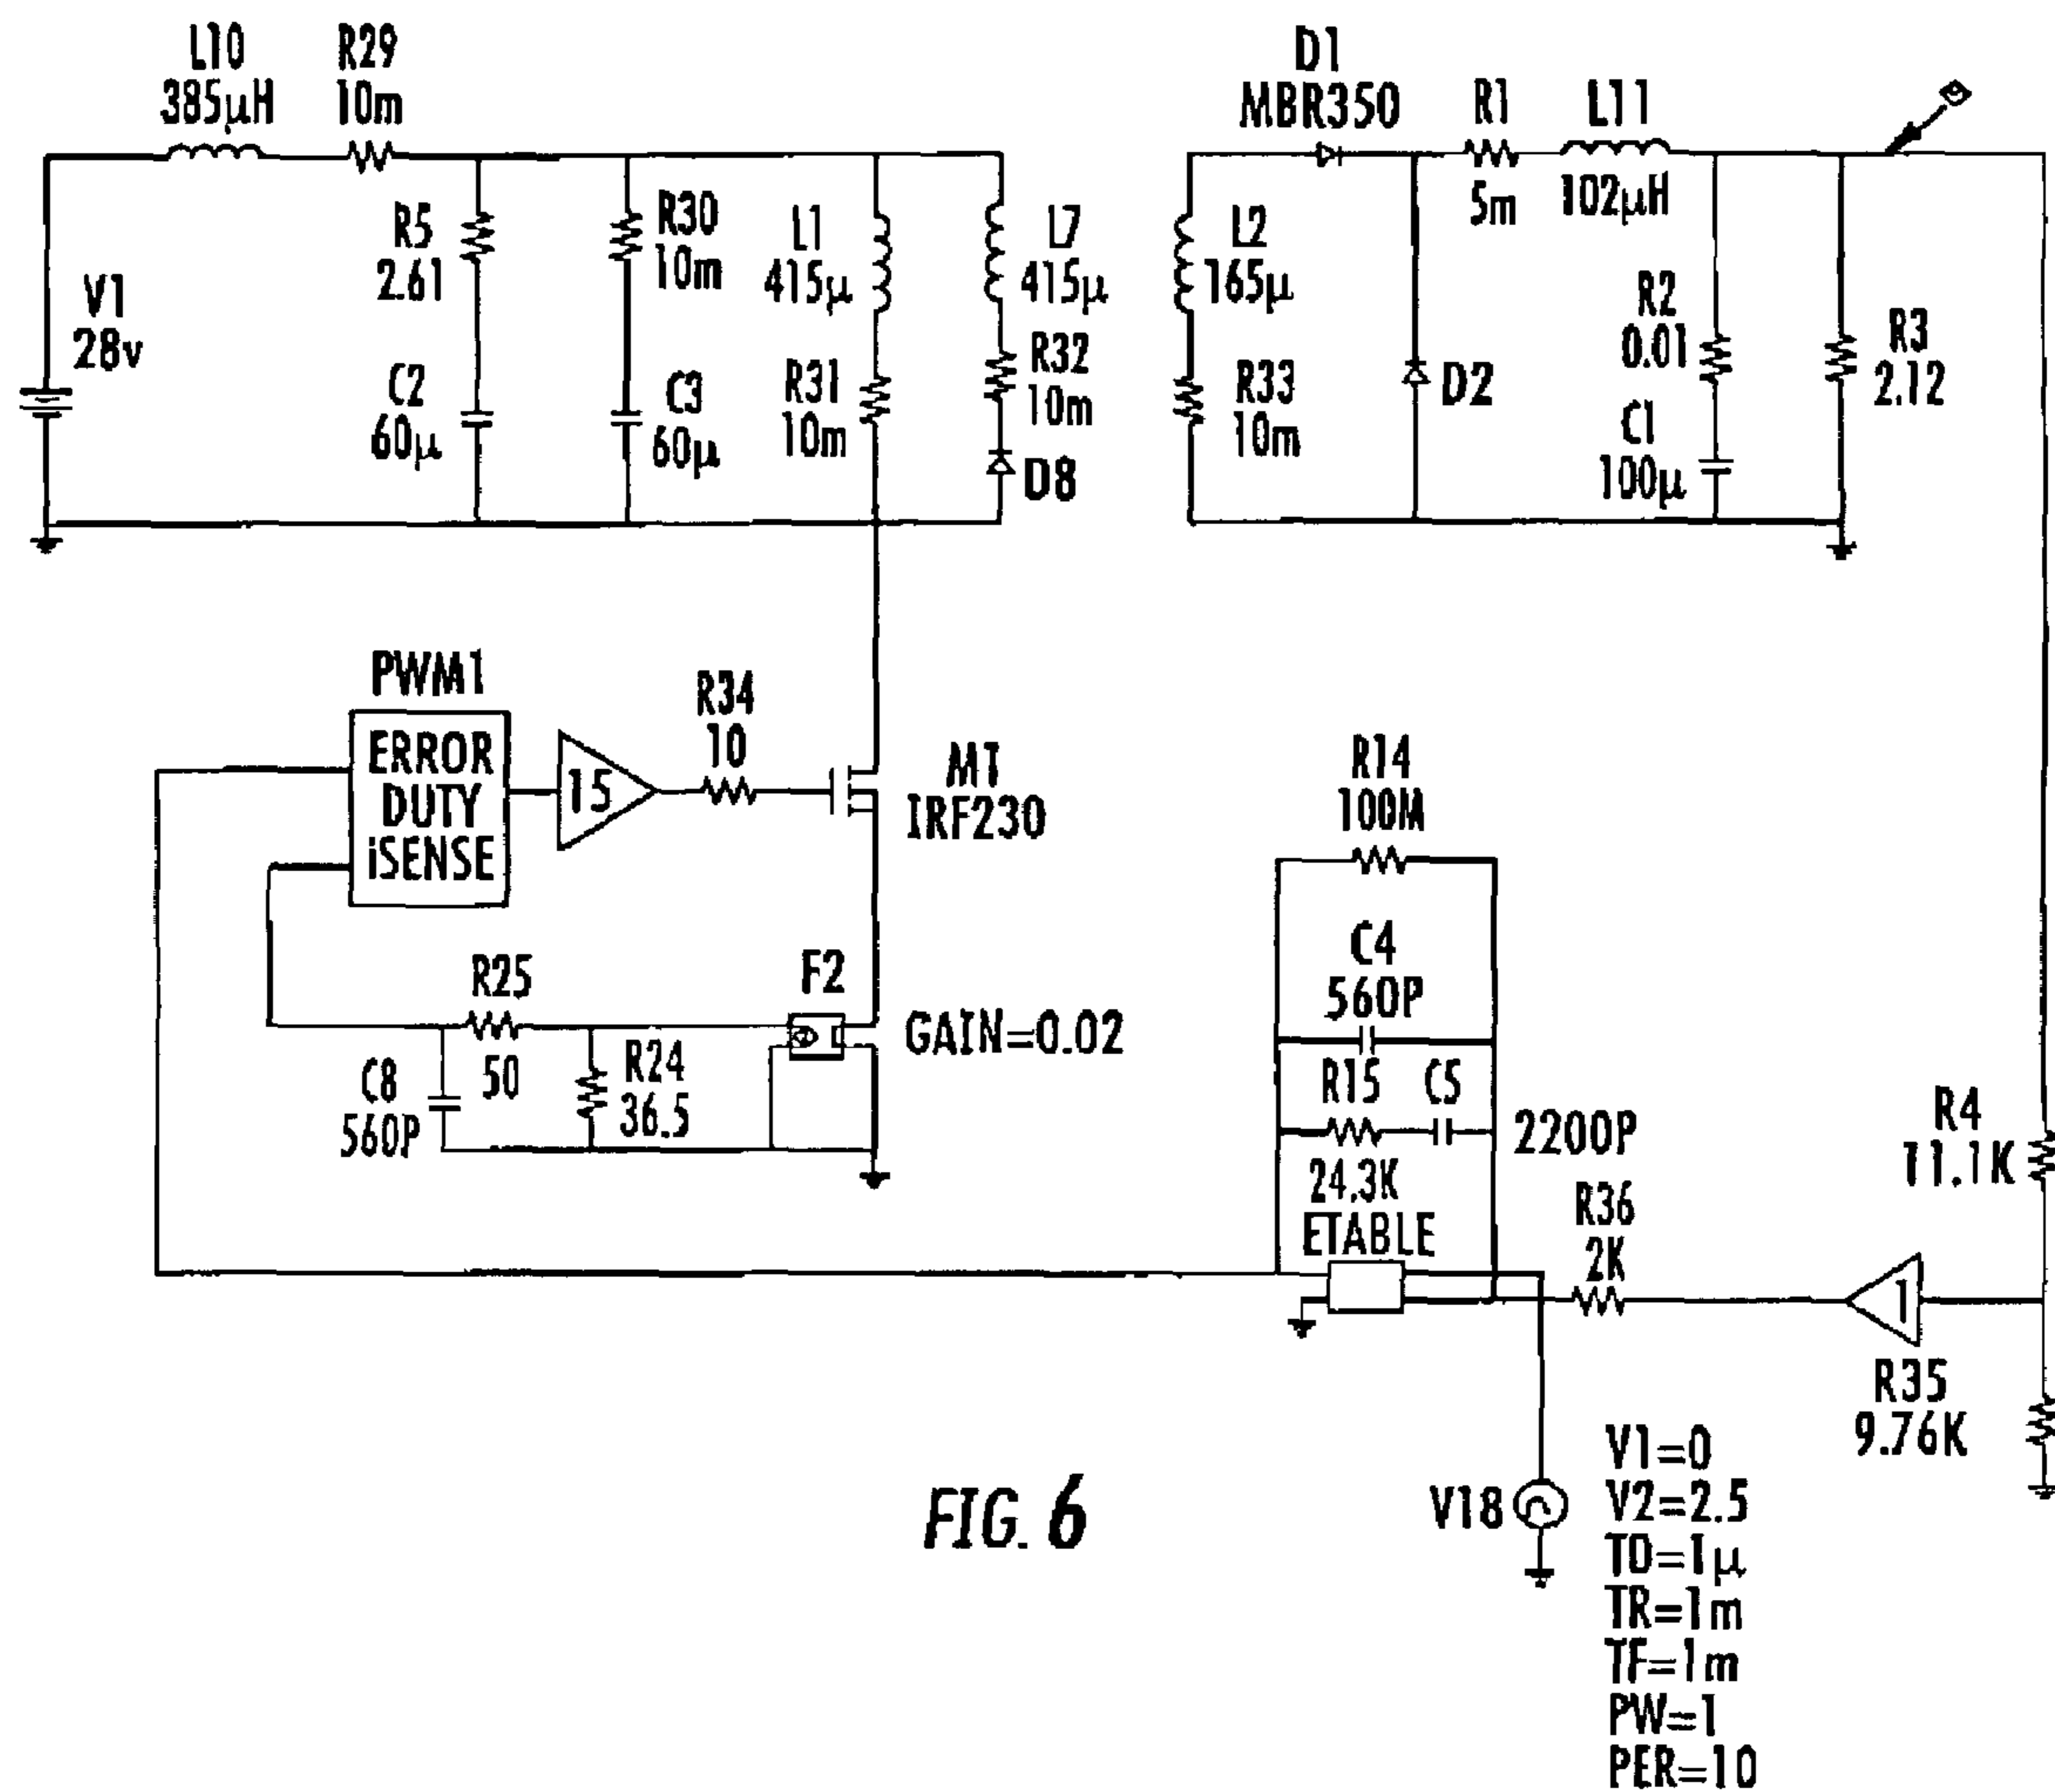 L10
385µH
R29
10m
D1
MBR350
R1
5m
L11
102µH
V1
28v
R5
2.61
C2
60µ
R30
10m
C3
60µ
L1
415µ
R31
10m
L7
415µ
R32
10m
D8
L2
165µ
R33
10m
D2
R2
0.01
C1
100µ
R3
2.12
PWM1
ERROR
DUTY
iSENSE
15
R34
10
M1
IRF230
R14
100M
C4
560P
R15
24.3K
C5
2200P
ETABLE
R25
50
C8
560P
R24
36.5
F2
GAIN=0.02
R36
2K
1
R4
11.1K
R35
9.76K
V18
V1=0
V2=2.5
TD=1µ
TR=1m
TF=1m
PW=1
PER=10
FIG. 6